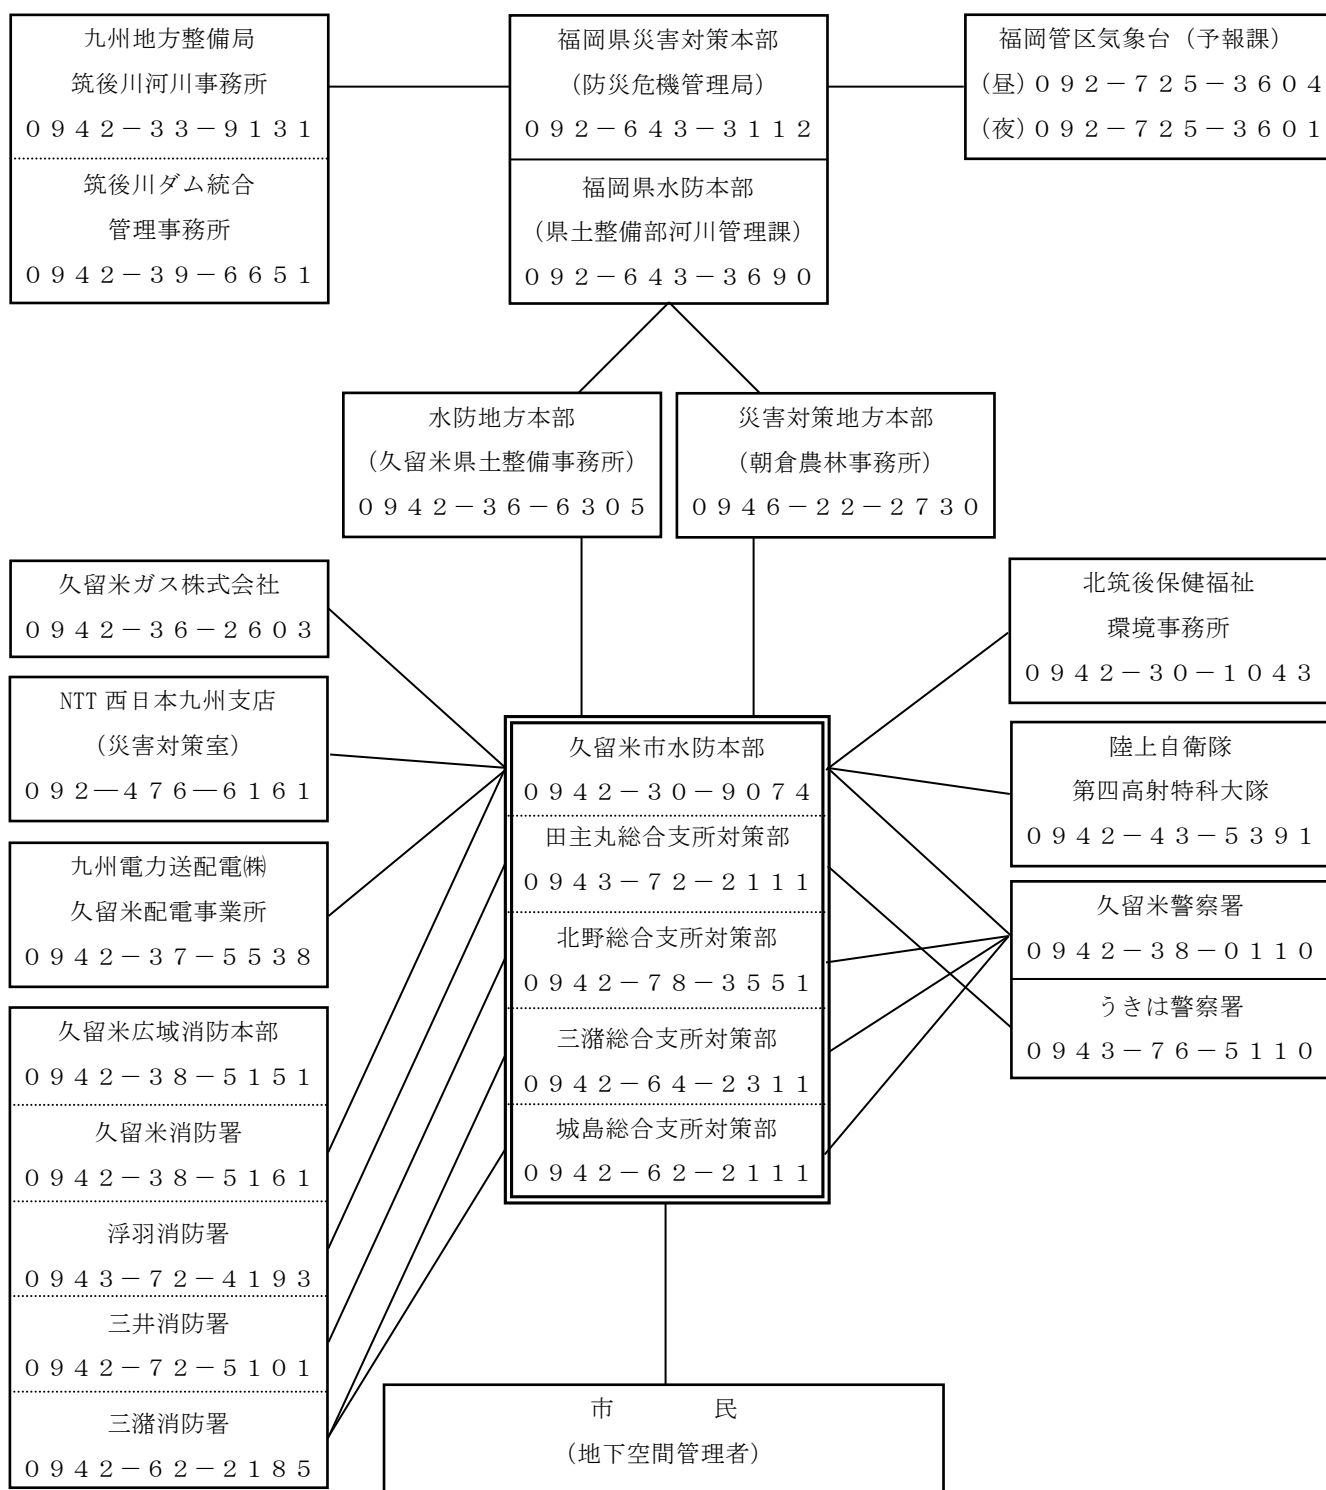 九州地方整備局
筑後川河川事務所
０９４２－３３－９１３１
筑後川ダム統合
管理事務所
０９４２－３９－６６５１
福岡県災害対策本部
（防災危機管理局）
０９２－６４３－３１１２
福岡県水防本部
（県土整備部河川管理課）
０９２－６４３－３６９０
福岡管区気象台（予報課）
（昼）０９２－７２５－３６０４
（夜）０９２－７２５－３６０１
水防地方本部
（久留米県土整備事務所）
０９４２－３６－６３０５
災害対策地方本部
（朝倉農林事務所）
０９４６－２２－２７３０
久留米ガス株式会社
０９４２－３６－２６０３
NTT 西日本九州支店
（災害対策室）
０９２―４７６―６１６１
九州電力送配電㈱
久留米配電事業所
０９４２－３７－５５３８
久留米広域消防本部
０９４２－３８－５１５１
久留米消防署
０９４２－３８－５１６１
浮羽消防署
０９４３－７２－４１９３
三井消防署
０９４２－７２－５１０１
三潴消防署
０９４２－６２－２１８５
久留米市水防本部
０９４２－３０－９０７４
田主丸総合支所対策部
０９４３－７２－２１１１
北野総合支所対策部
０９４２－７８－３５５１
三潴総合支所対策部
０９４２－６４－２３１１
城島総合支所対策部
０９４２－６２－２１１１
北筑後保健福祉
環境事務所
０９４２－３０－１０４３
陸上自衛隊
第四高射特科大隊
０９４２－４３－５３９１
久留米警察署
０９４２－３８－０１１０
うきは警察署
０９４３－７６－５１１０
市　　　　民
（地下空間管理者）